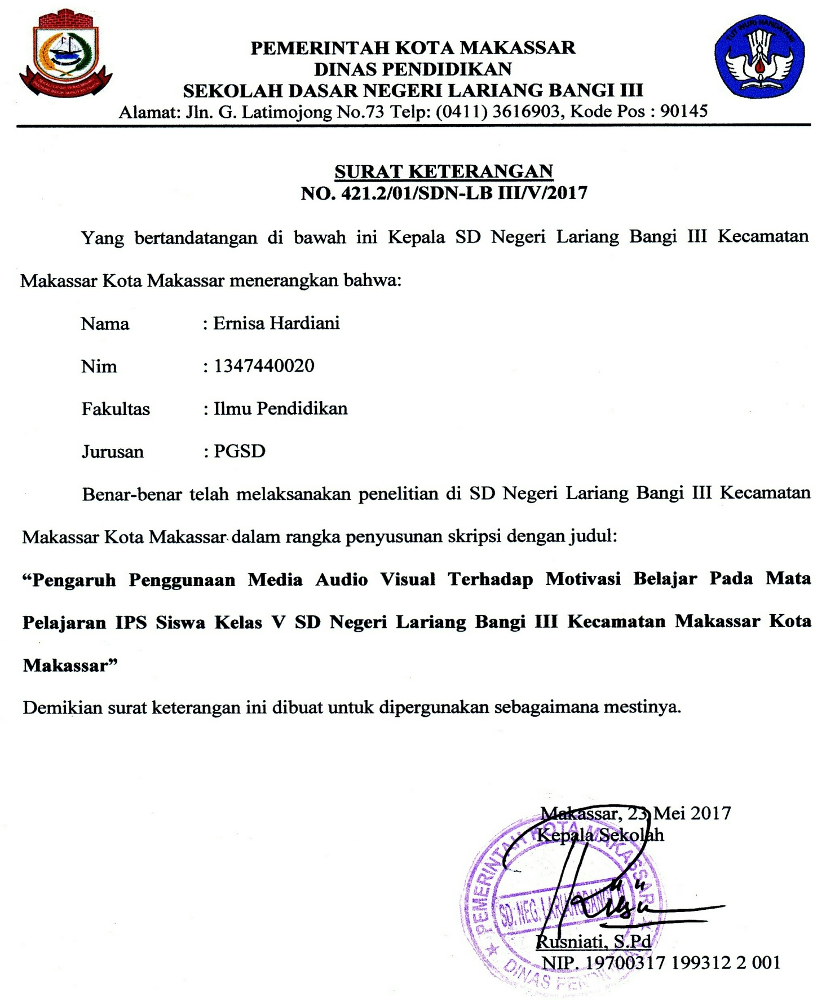 PEMERINTAH KOTA MAKASSAR
DINAS PENDIDIKAN
SEKOLAH DASAR NEGERI LARIANG BANGI III
Alamat: Jln. G. Latimojong No.73 Telp: (0411) 3616903, Kode Pos : 90145
TUT WURI HANDAYANI
SURAT KETERANGAN
NO. 421.2/01/SDN-LB III/V/2017
Yang bertandatangan di bawah ini Kepala SD Negeri Lariang Bangi III Kecamatan
Makassar Kota Makassar menerangkan bahwa:
Nama : Ernisa Hardiani
Nim : 1347440020
Fakultas : Ilmu Pendidikan
Jurusan : PGSD
Benar-benar telah melaksanakan penelitian di SD Negeri Lariang Bangi III Kecamatan
Makassar Kota Makassar dalam rangka penyusunan skripsi dengan judul:
“Pengaruh Penggunaan Media Audio Visual Terhadap Motivasi Belajar Pada Mata
Pelajaran IPS Siswa Kelas V SD Negeri Lariang Bangi III Kecamatan Makassar Kota
Makassar”
Demikian surat keterangan ini dibuat untuk dipergunakan sebagaimana mestinya.
Makassar, 23 Mei 2017
Kepala Sekolah
PEMERINTAH KOTA MAKASSAR
SD. NEG. LARIANGBANGI
DINAS PENDIDIKAN
Rusniati, S.Pd
NIP. 19700317 199312 2 001